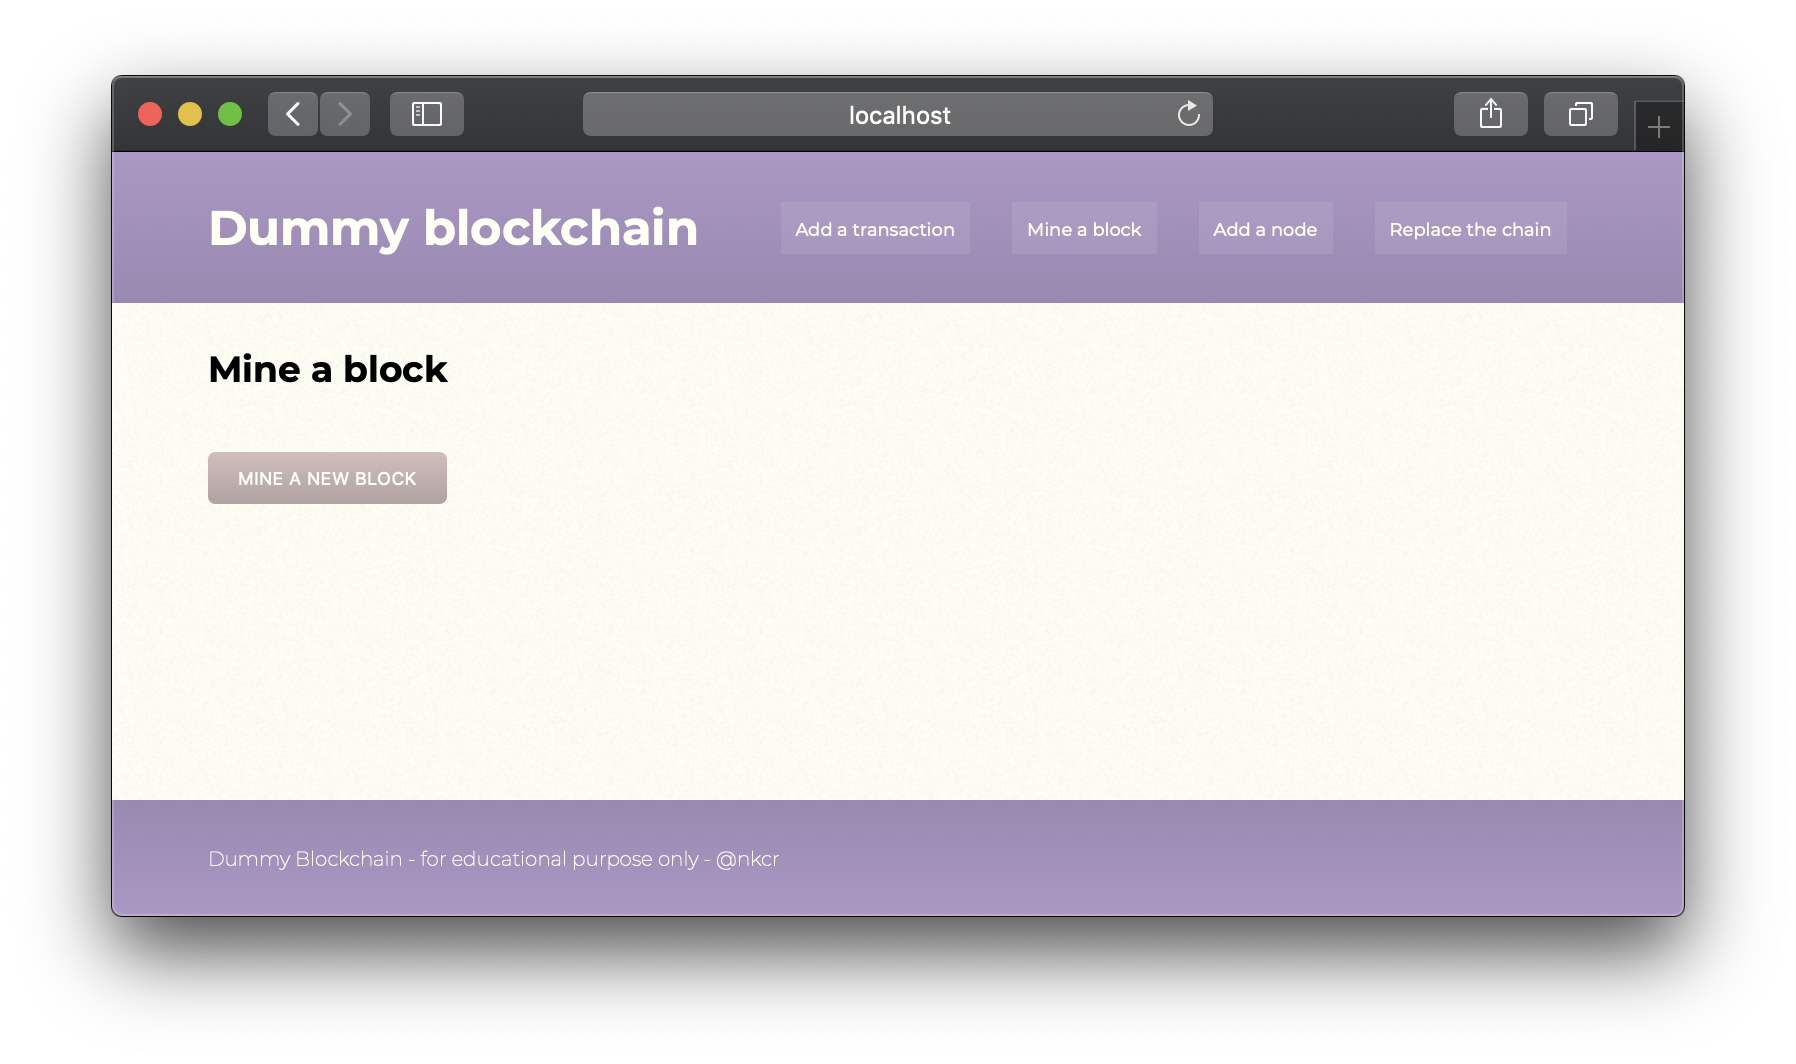 localhost
Dummy blockchain
Add a transaction
Mine a block
Add a node
Replace the chain
Mine a block
MINE A NEW BLOCK
Dummy Blockchain - for educational purpose only - @nkcr